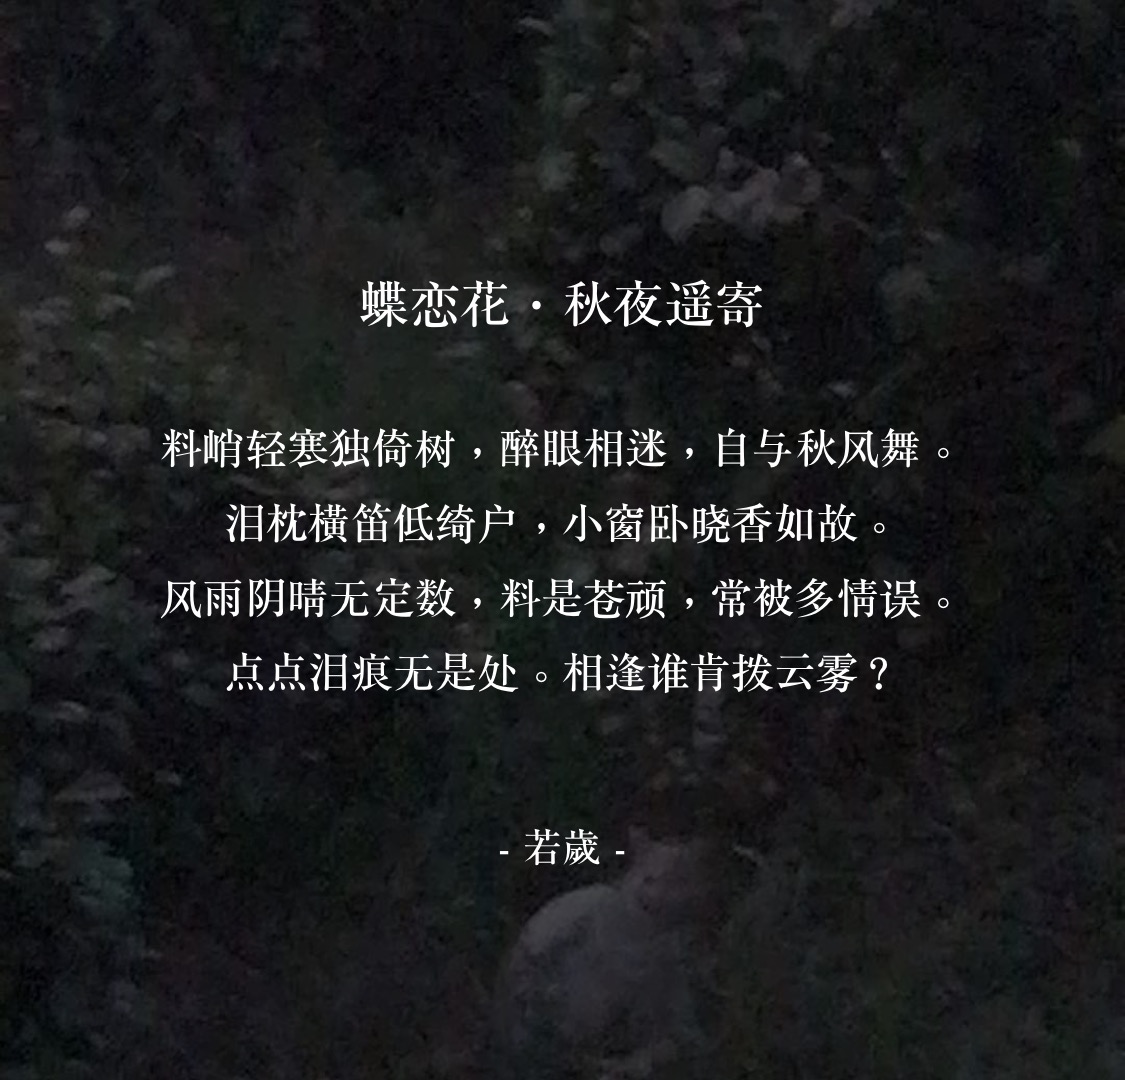 蝶恋花·秋夜遥寄
料峭轻寒独倚树，醉眼相迷，自与秋风舞。
泪枕横笛低绮户，小窗卧晓香如故。
风雨阴晴无定数，料是苍顽，常被多情误。
点点泪痕无是处。相逢谁肯拨云雾？
- 若歲 -